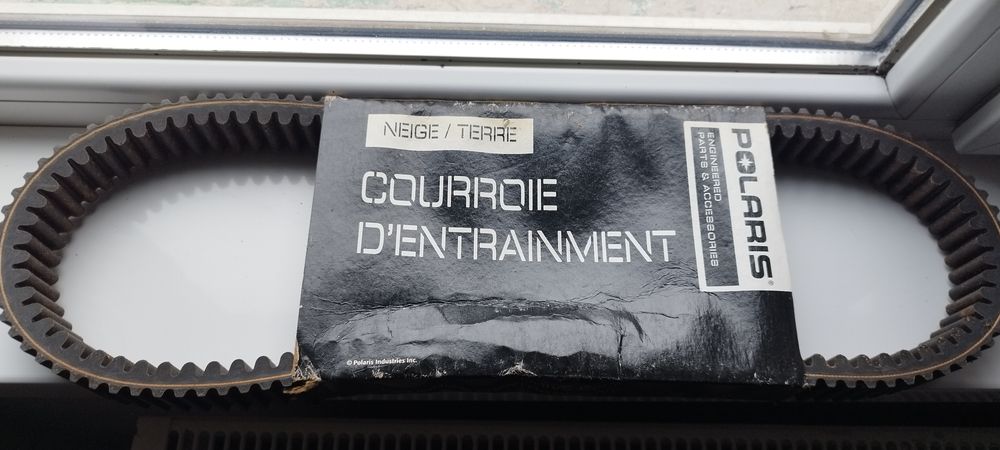 NEIGE / TERRE
COURROIE
D'ENTRAINMENT
© Polaris Industries Inc.
POLARIS®
ENGINEERED
PARTS & ACCESSORIES